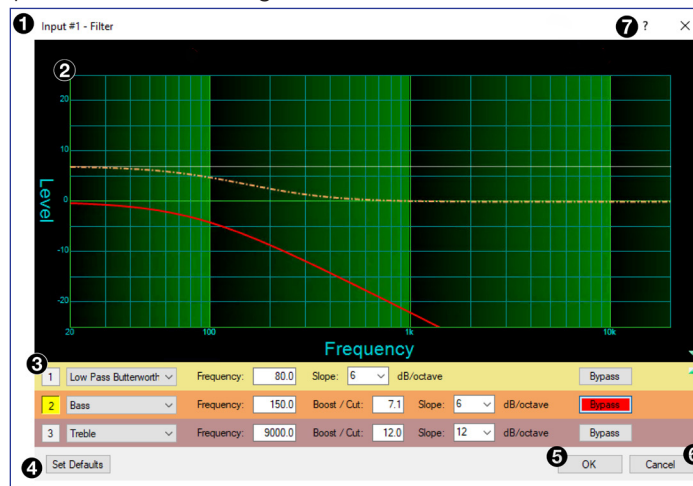 1 Input #1 - Filter 7 ? ×
2
20
10
0
-10
-20
Level
20 100 1k 10k
Frequency
3
1 Low Pass Butterworth Frequency: 80.0 Slope: 6 dB/octave Bypass
2 Bass Frequency: 150.0 Boost / Cut: 7.1 Slope: 6 dB/octave Bypass
3 Treble Frequency: 9000.0 Boost / Cut: 12.0 Slope: 12 dB/octave Bypass
4 Set Defaults 5 OK Cancel 6